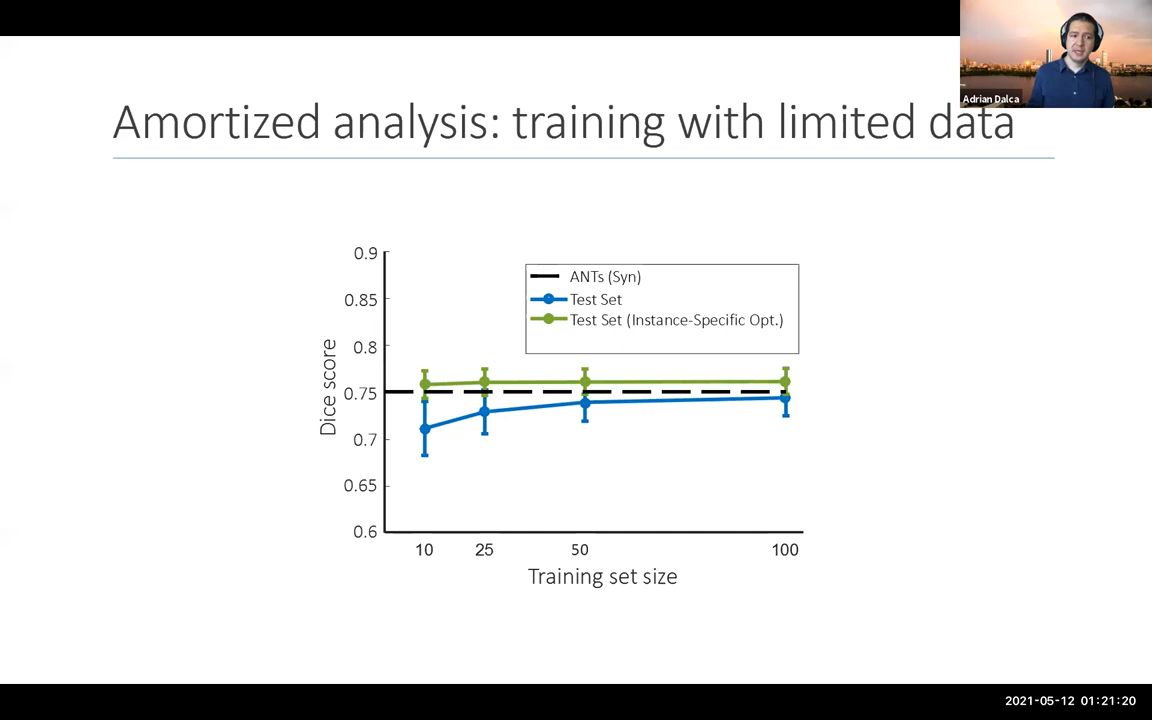 Adrian Dalca
Amortized analysis: training with limited data
0.9
0.85
0.8
0.75
0.7
0.65
0.6
Dice score
ANTs (Syn)
Test Set
Test Set (Instance-Specific Opt.)
10 25 50 100
Training set size
2021-05-12 01:21:20